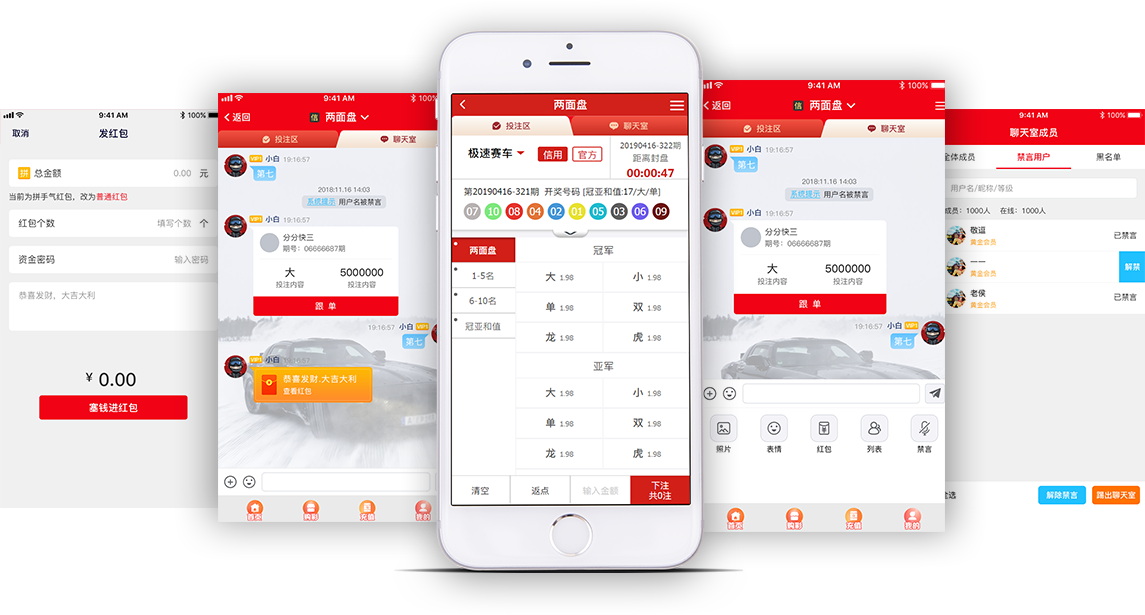 9:41 AM
100%
取消
发红包
拼 总金额
0.00 元
当前为拼手气红包，改为普通红包
红包个数
填写个数 个
资金密码
输入密码
恭喜发财，大吉大利
¥ 0.00
塞钱进红包
9:41 AM
100%
返回
信 两面盘
投注区
聊天室
VIP1 小白 19:16:57
第七
2018.11.16 14:03
系统提示 用户名被禁言
VIP1 小白 19:16:57
分分快三
期号：06666687期
大
5000000
投注内容
投注内容
跟 单
19:16:57 小白 VIP1
第七
VIP1 小白 19:16:57
恭喜发财,大吉大利
查看红包
首页
购彩
充值
我的
两面盘
投注区
聊天室
极速赛车
信用
官方
20190416-322期
距离封盘
00:00:47
第20190416-321期 开奖号码 [冠亚和值:17/大/单]
07 10 08 04 02 01 05 03 06 09
两面盘
1-5名
6-10名
冠亚和值
冠军
大 1.98
小 1.98
单 1.98
双 1.98
龙 1.98
虎 1.98
亚军
大 1.98
小 1.98
单 1.98
双 1.98
龙 1.98
虎 1.98
清空
返点
输入金额
下注
共0注
9:41 AM
100%
返回
信 两面盘
投注区
聊天室
VIP1 小白 19:16:57
第七
2018.11.16 14:03
系统提示 用户名被禁言
VIP1 小白 19:16:57
分分快三
期号：06666687期
大
5000000
投注内容
投注内容
跟 单
19:16:57 小白 VIP1
第七
照片
表情
红包
列表
禁言
首页
购彩
充值
我的
9:41 AM
100%
聊天室成员
全体成员
禁言用户
黑名单
用户名/昵称/等级
成员：1000人 在线：1000人
敬逗
黄金会员
已禁言
一一
黄金会员
解禁
老侯
黄金会员
已禁言
全选
解除禁言
踢出聊天室